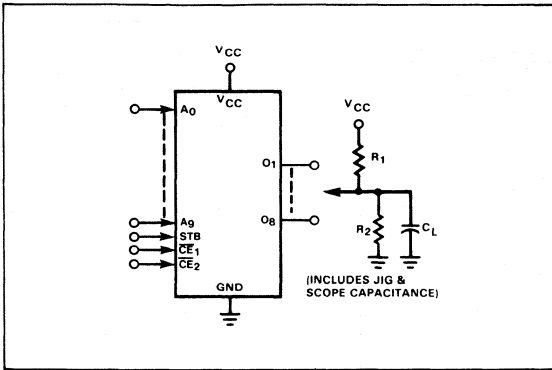 VCC
VCC
A0
O1
A9
O8
STB
CE1
CE2
GND
VCC
R1
R2
CL
(INCLUDES JIG &
SCOPE CAPACITANCE)